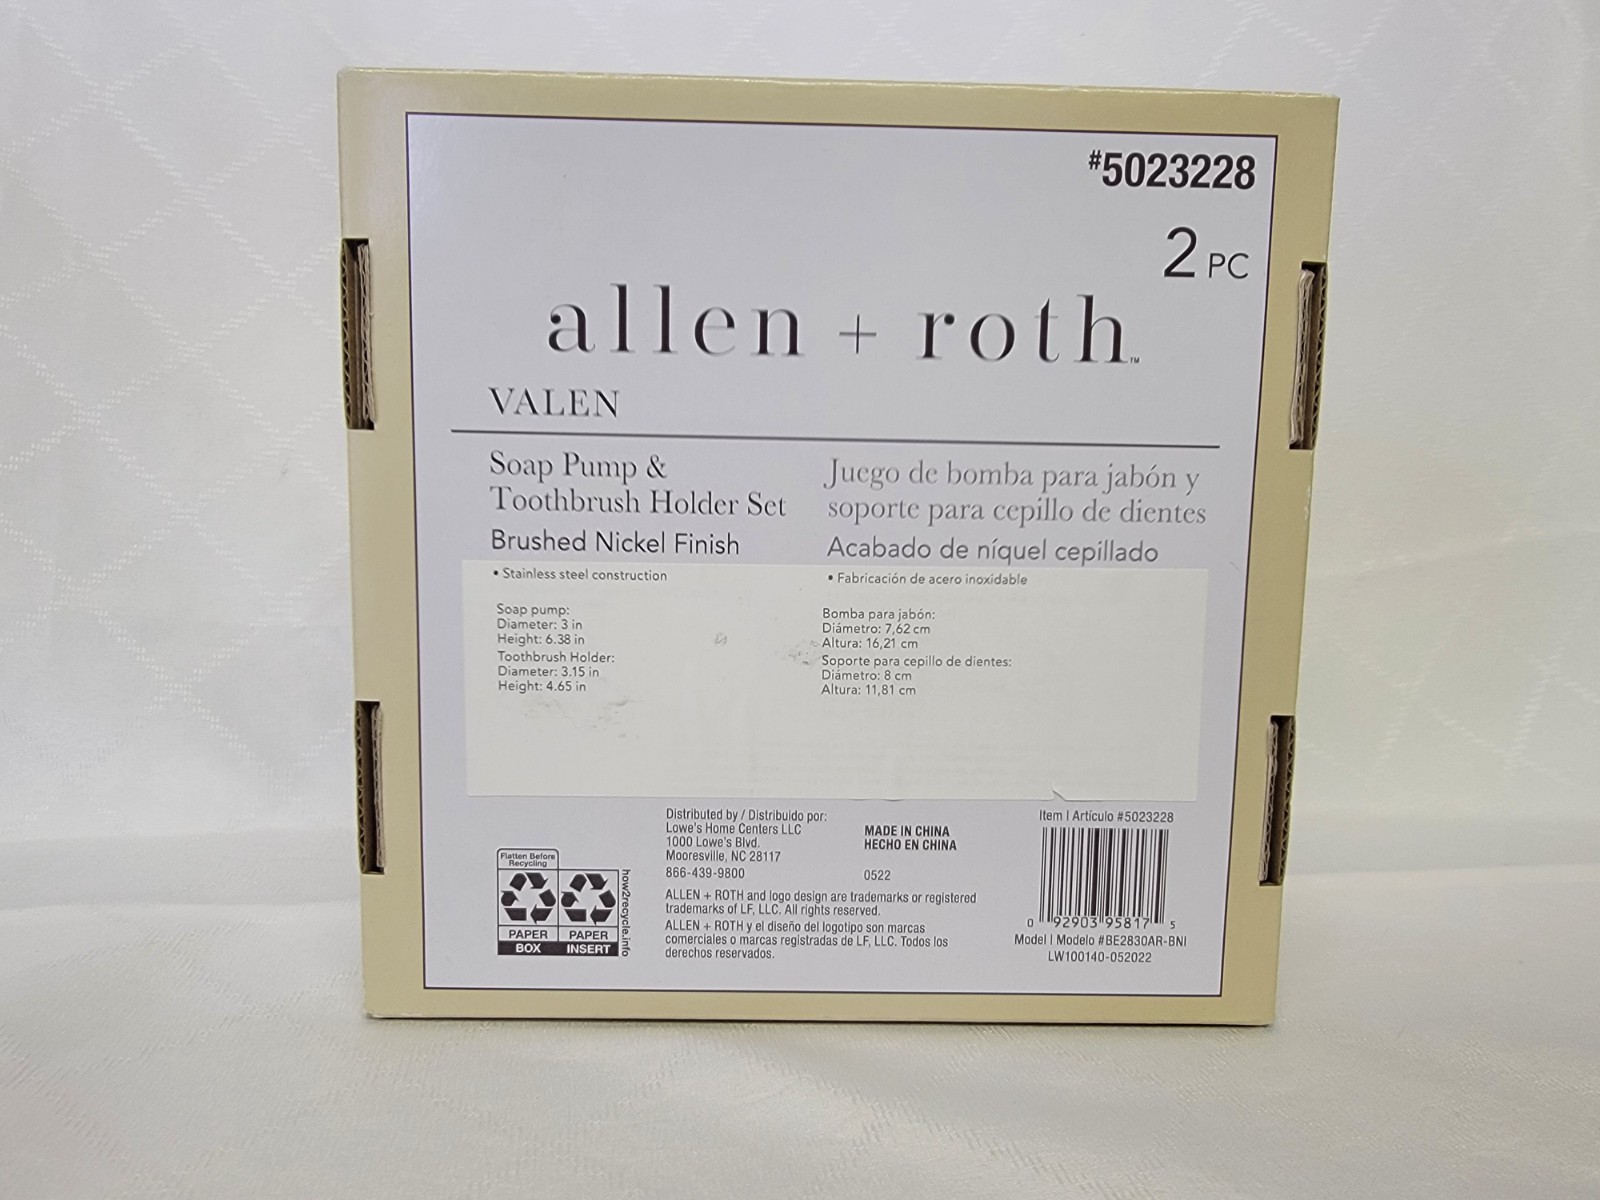 #5023228
2 PC
allen + roth™
VALEN
Soap Pump &
Toothbrush Holder Set
Brushed Nickel Finish
• Stainless steel construction
Soap pump:
Diameter: 3 in
Height: 6.38 in
Toothbrush Holder:
Diameter: 3.15 in
Height: 4.65 in
Juego de bomba para jabón y
soporte para cepillo de dientes
Acabado de níquel cepillado
• Fabricación de acero inoxidable
Bomba para jabón:
Diámetro: 7,62 cm
Altura: 16,21 cm
Soporte para cepillo de dientes:
Diámetro: 8 cm
Altura: 11,81 cm
Flatten Before
Recycling
PAPER PAPER
BOX INSERT
how2recycle.info
Distributed by / Distribuido por:
Lowe's Home Centers LLC
1000 Lowe's Blvd.
Mooresville, NC 28117
866-439-9800
MADE IN CHINA
HECHO EN CHINA
0522
ALLEN + ROTH and logo design are trademarks or registered
trademarks of LF, LLC. All rights reserved.
ALLEN + ROTH y el diseño del logotipo son marcas
comerciales o marcas registradas de LF, LLC. Todos los
derechos reservados.
Item | Artículo #5023228
0 92903 95817 5
Model | Modelo #BE2830AR-BNI
LW100140-052022